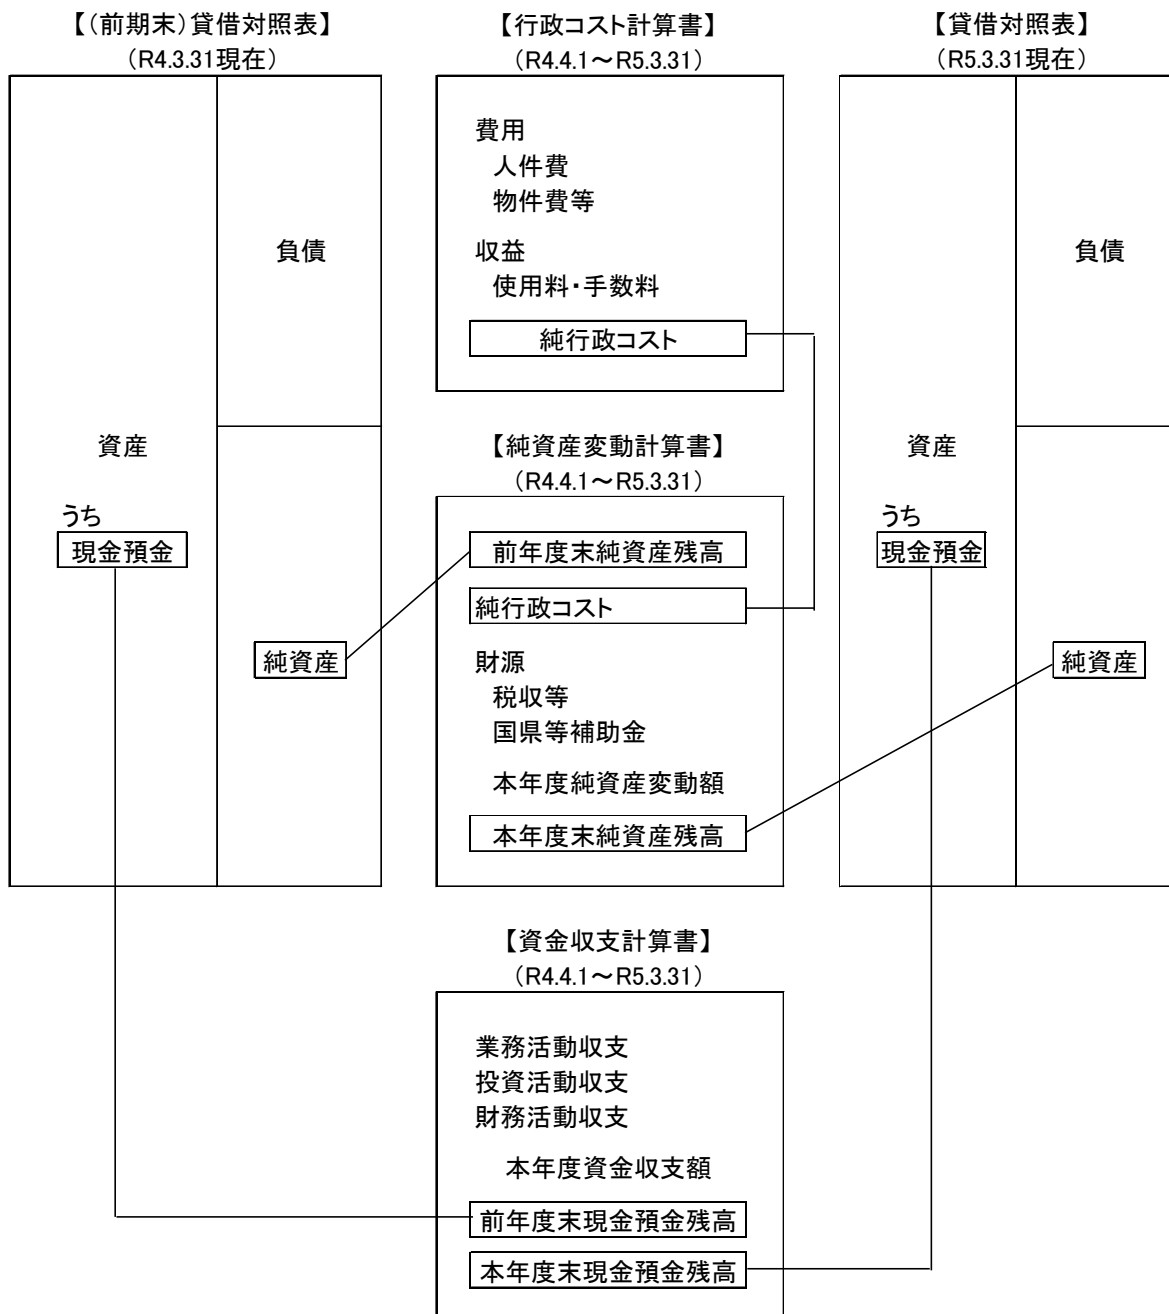 【(前期末)貸借対照表】
(R4.3.31現在)
資産
うち
現金預金
負債
純資産
【行政コスト計算書】
(R4.4.1～R5.3.31)
費用
人件費
物件費等
収益
使用料・手数料
純行政コスト
【純資産変動計算書】
(R4.4.1～R5.3.31)
前年度末純資産残高
純行政コスト
財源
税収等
国県等補助金
本年度純資産変動額
本年度末純資産残高
【資金収支計算書】
(R4.4.1～R5.3.31)
業務活動収支
投資活動収支
財務活動収支
本年度資金収支額
前年度末現金預金残高
本年度末現金預金残高
【貸借対照表】
(R5.3.31現在)
資産
うち
現金預金
負債
純資産